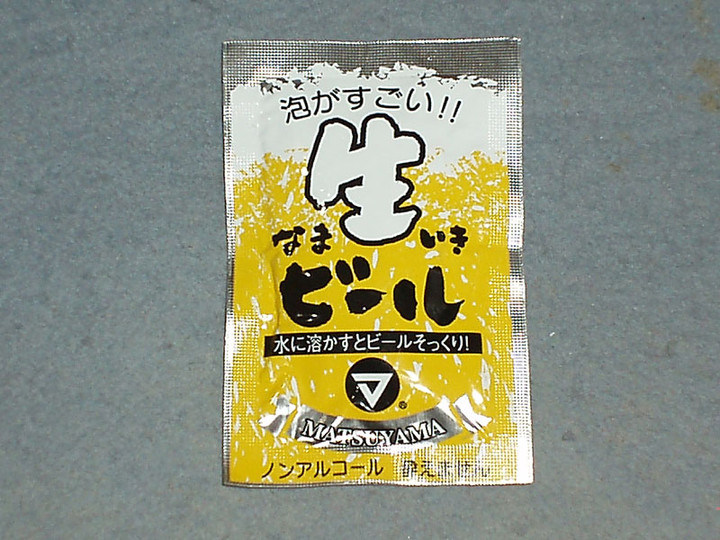 泡がすごい!!
生
なまいき
ビール
水に溶かすとビールそっくり!
®
MATSUYAMA
ノンアルコール